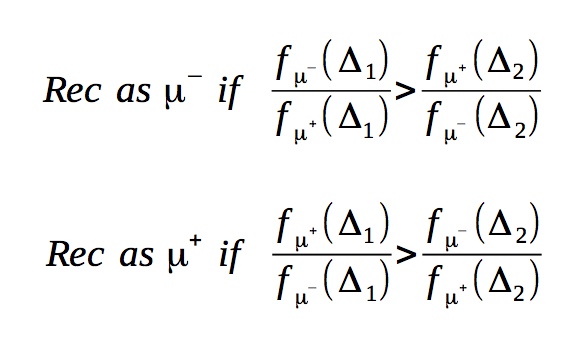 Rec as μ⁻ if f_μ⁻(Δ₁)/f_μ⁺(Δ₁) > f_μ⁺(Δ₂)/f_μ⁻(Δ₂)
Rec as μ⁺ if f_μ⁺(Δ₁)/f_μ⁻(Δ₁) > f_μ⁻(Δ₂)/f_μ⁺(Δ₂)